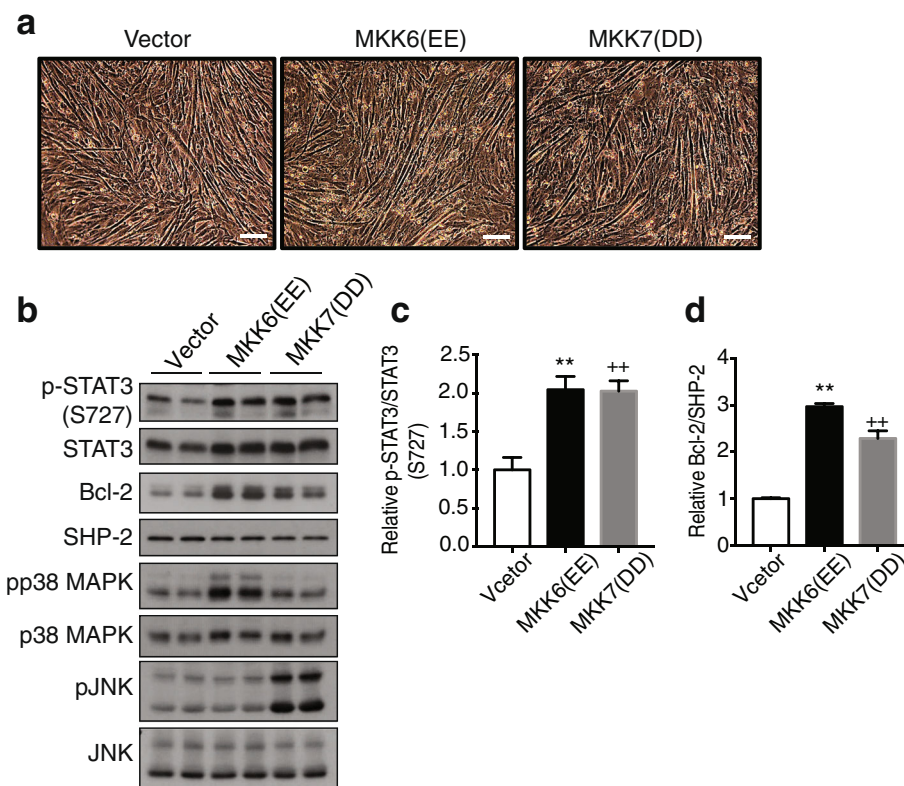 a
Vector
MKK6(EE)
MKK7(DD)
b
Vector
MKK6(EE)
MKK7(DD)
p-STAT3
(S727)
STAT3
Bcl-2
SHP-2
pp38 MAPK
p38 MAPK
pJNK
JNK
c
Relative p-STAT3/STAT3
(S727)
2.5
2.0
1.5
1.0
0.5
0.0
**
++
Vcetor
MKK6(EE)
MKK7(DD)
d
Relative Bcl-2/SHP-2
4
3
2
1
0
**
++
Vcetor
MKK6(EE)
MKK7(DD)